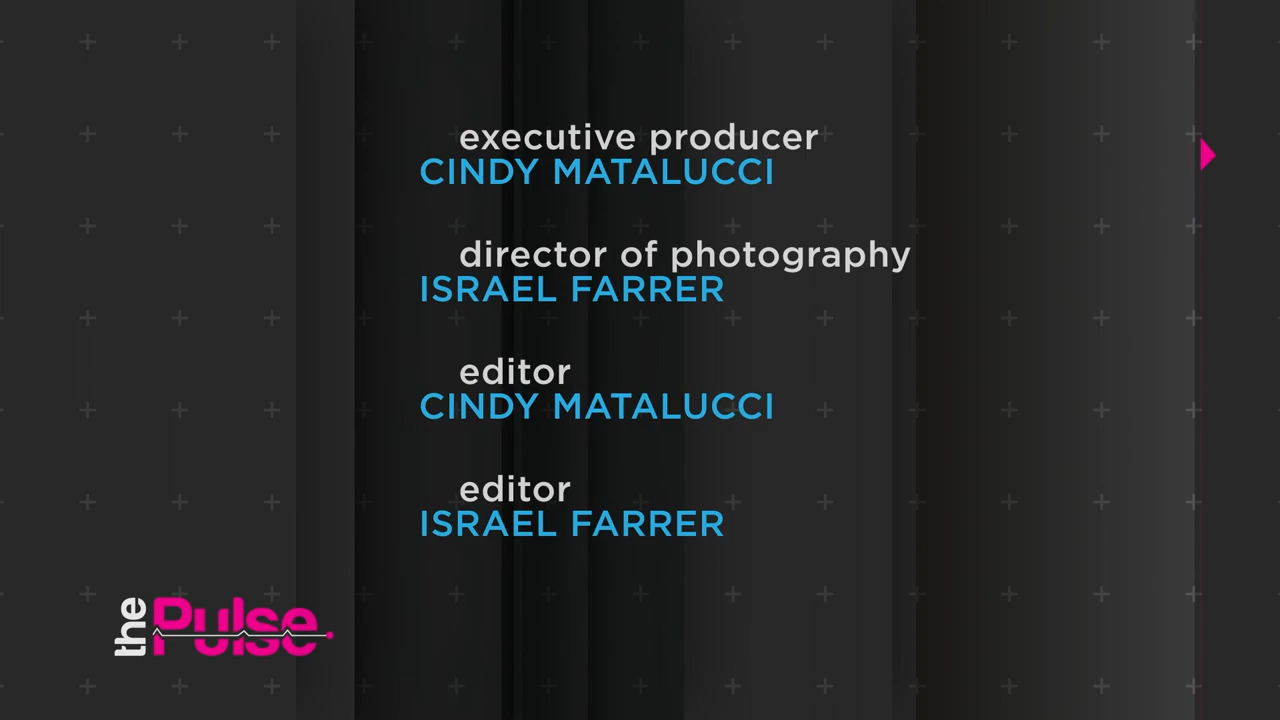 executive producer
CINDY MATALUCCI
director of photography
ISRAEL FARRER
editor
CINDY MATALUCCI
editor
ISRAEL FARRER
the Pulse